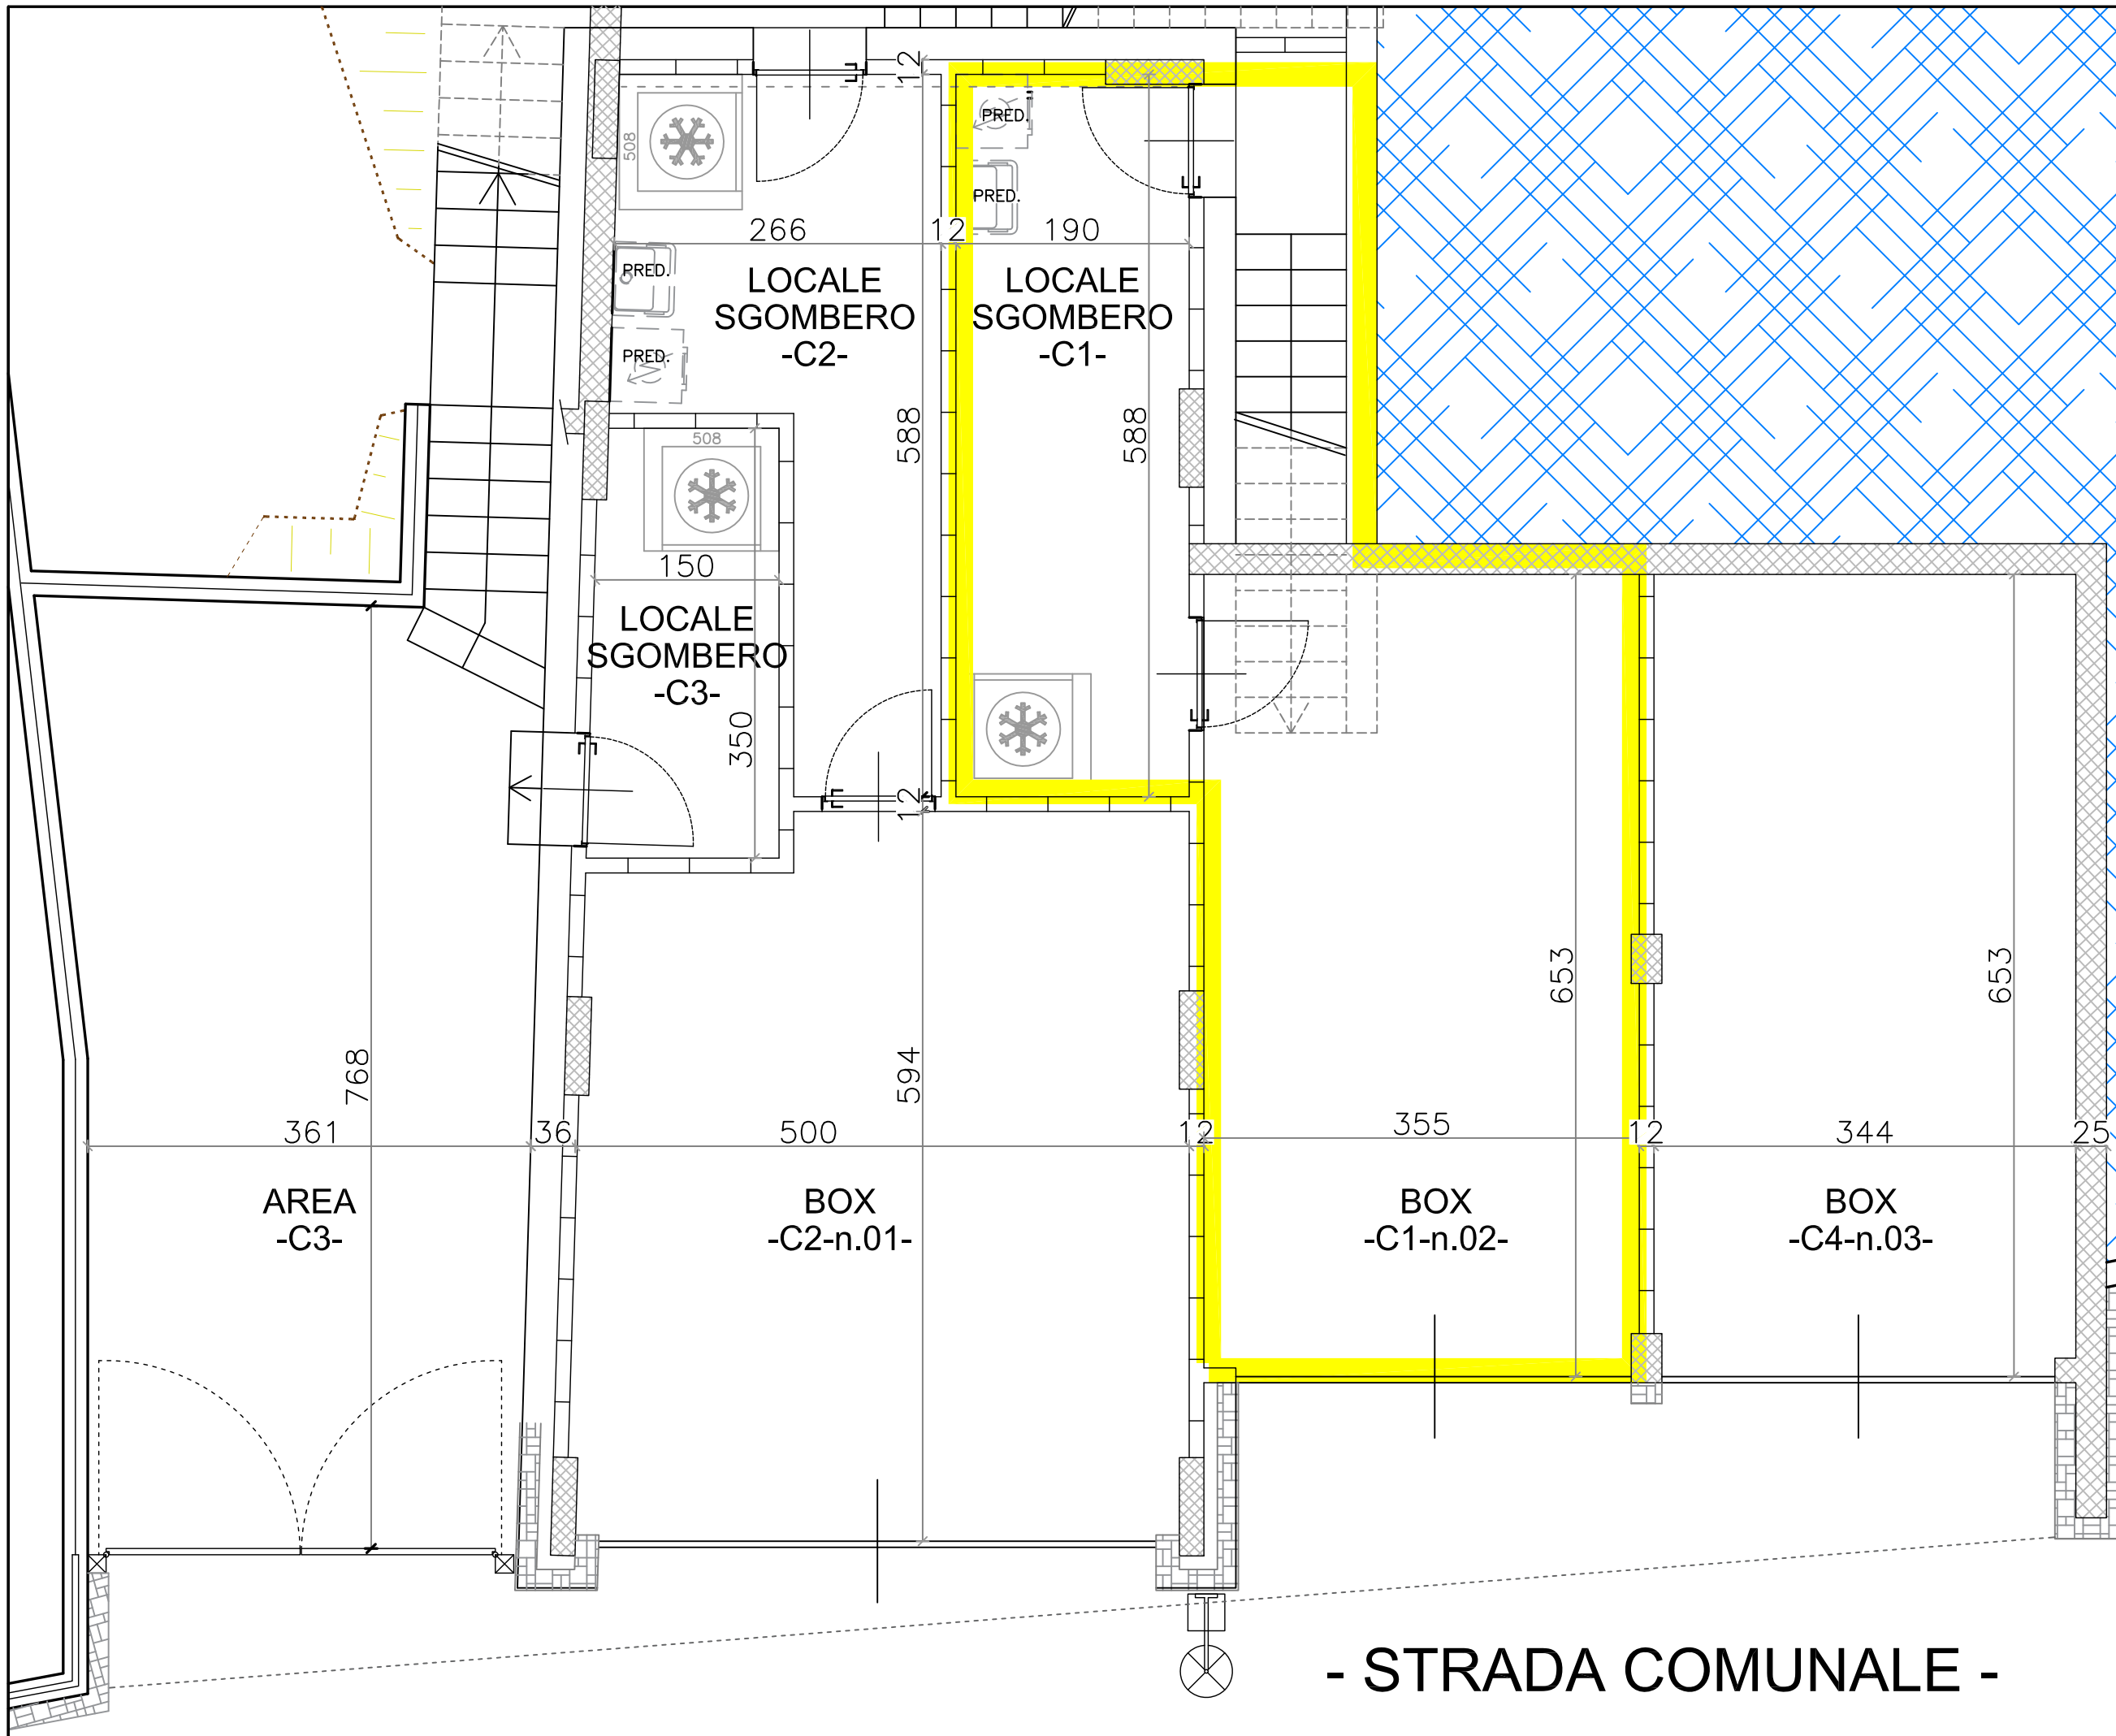 12
508
PRED.
PRED.
266
12
190
PRED.
LOCALE
SGOMBERO
-C2-
LOCALE
SGOMBERO
-C1-
PRED.
588
588
508
150
LOCALE
SGOMBERO
-C3-
350
12
653
653
768
594
361
36
500
12
355
12
344
25
AREA
-C3-
BOX
-C2-n.01-
BOX
-C1-n.02-
BOX
-C4-n.03-
- STRADA COMUNALE -